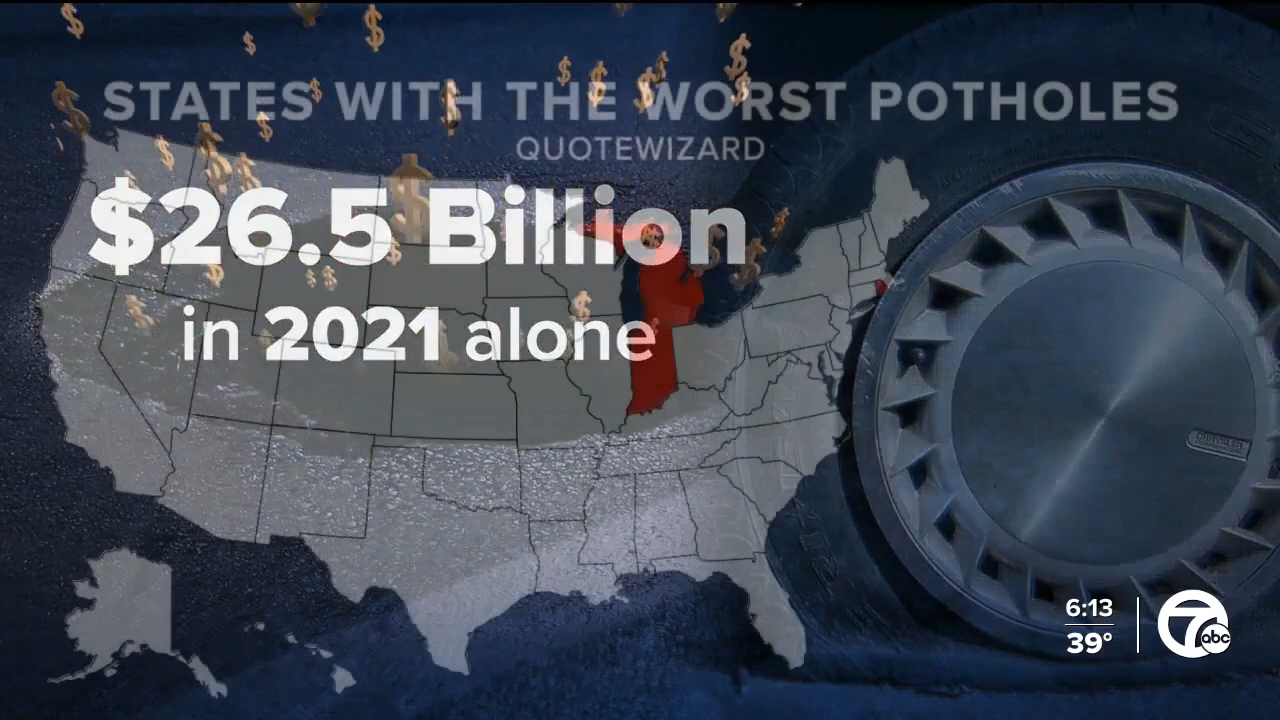 STATES WITH THE WORST POTHOLES
QUOTEWIZARD
$26.5 Billion
in 2021 alone
6:13
39°
7 abc